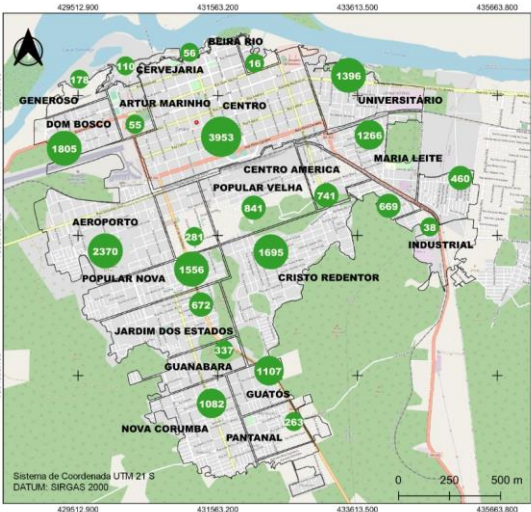 429512.900 431563.200 433613.500 435663.800
BEIRA RIO
56
16
110
CERVEJARIA
178
1396
GENEROSO
ARTUR MARINHO
CENTRO
UNIVERSITÁRIO
DOM BOSCO
55
3953
1266
1805
MARIA LEITE
CENTRO AMERICA
POPULAR VELHA
460
741
841
669
AEROPORTO
281
38
2370
1695
INDUSTRIAL
1556
POPULAR NOVA
CRISTO REDENTOR
672
JARDIM DOS ESTADOS
337
GUANABARA
1107
GUATÓS
1082
263
NOVA CORUMBA
PANTANAL
Sistema de Coordenada UTM 21 S
DATUM: SIRGAS 2000
0 250 500 m
429512.900 431563.200 433613.500 435663.800